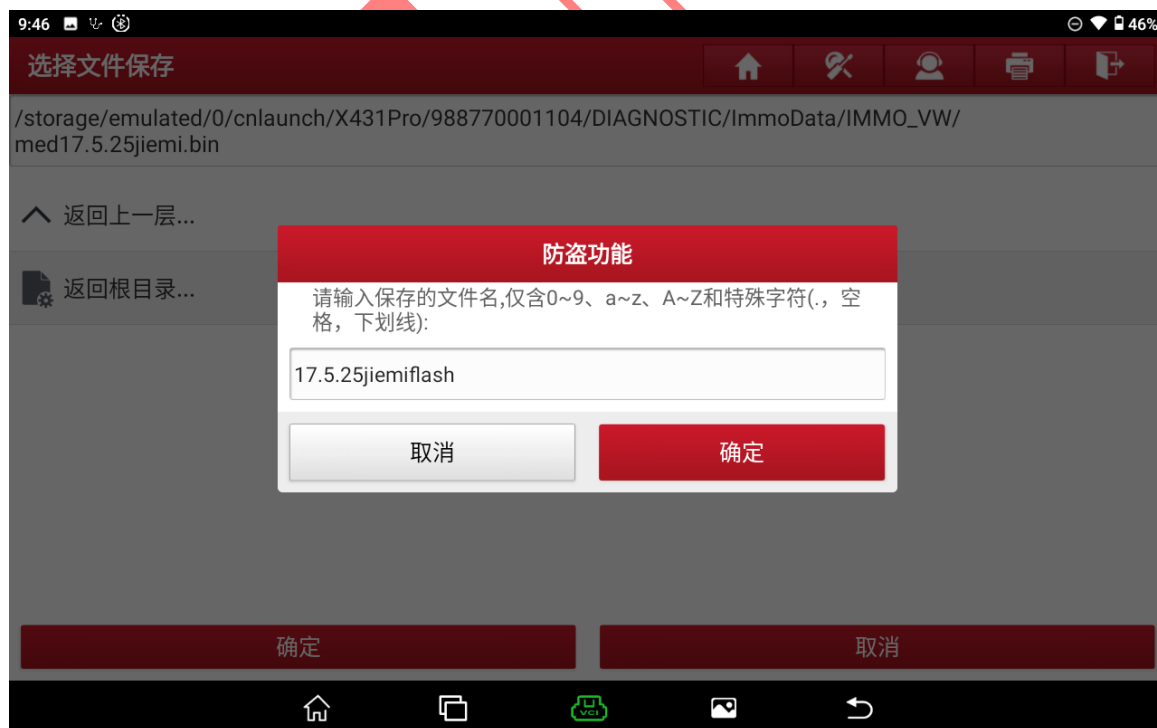 9:46
46%
选择文件保存
/storage/emulated/0/cnlaunch/X431Pro/988770001104/DIAGNOSTIC/ImmoData/IMMO_VW/
med17.5.25jiemi.bin
返回上一层...
返回根目录...
防盗功能
请输入保存的文件名,仅含0~9、a~z、A~Z和特殊字符(.，空
格，下划线):
17.5.25jiemiflash
取消
确定
确定
取消
VCI